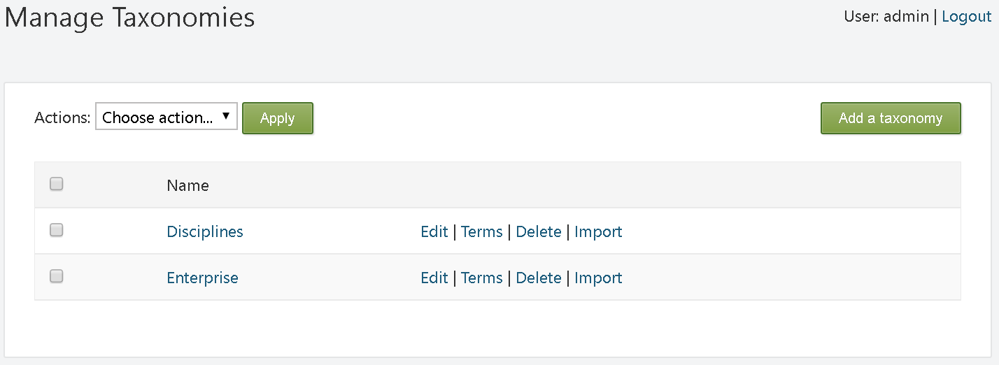 Manage Taxonomies
User: admin | Logout
Actions: Choose action... Apply
Add a taxonomy
Name
Disciplines Edit | Terms | Delete | Import
Enterprise Edit | Terms | Delete | Import